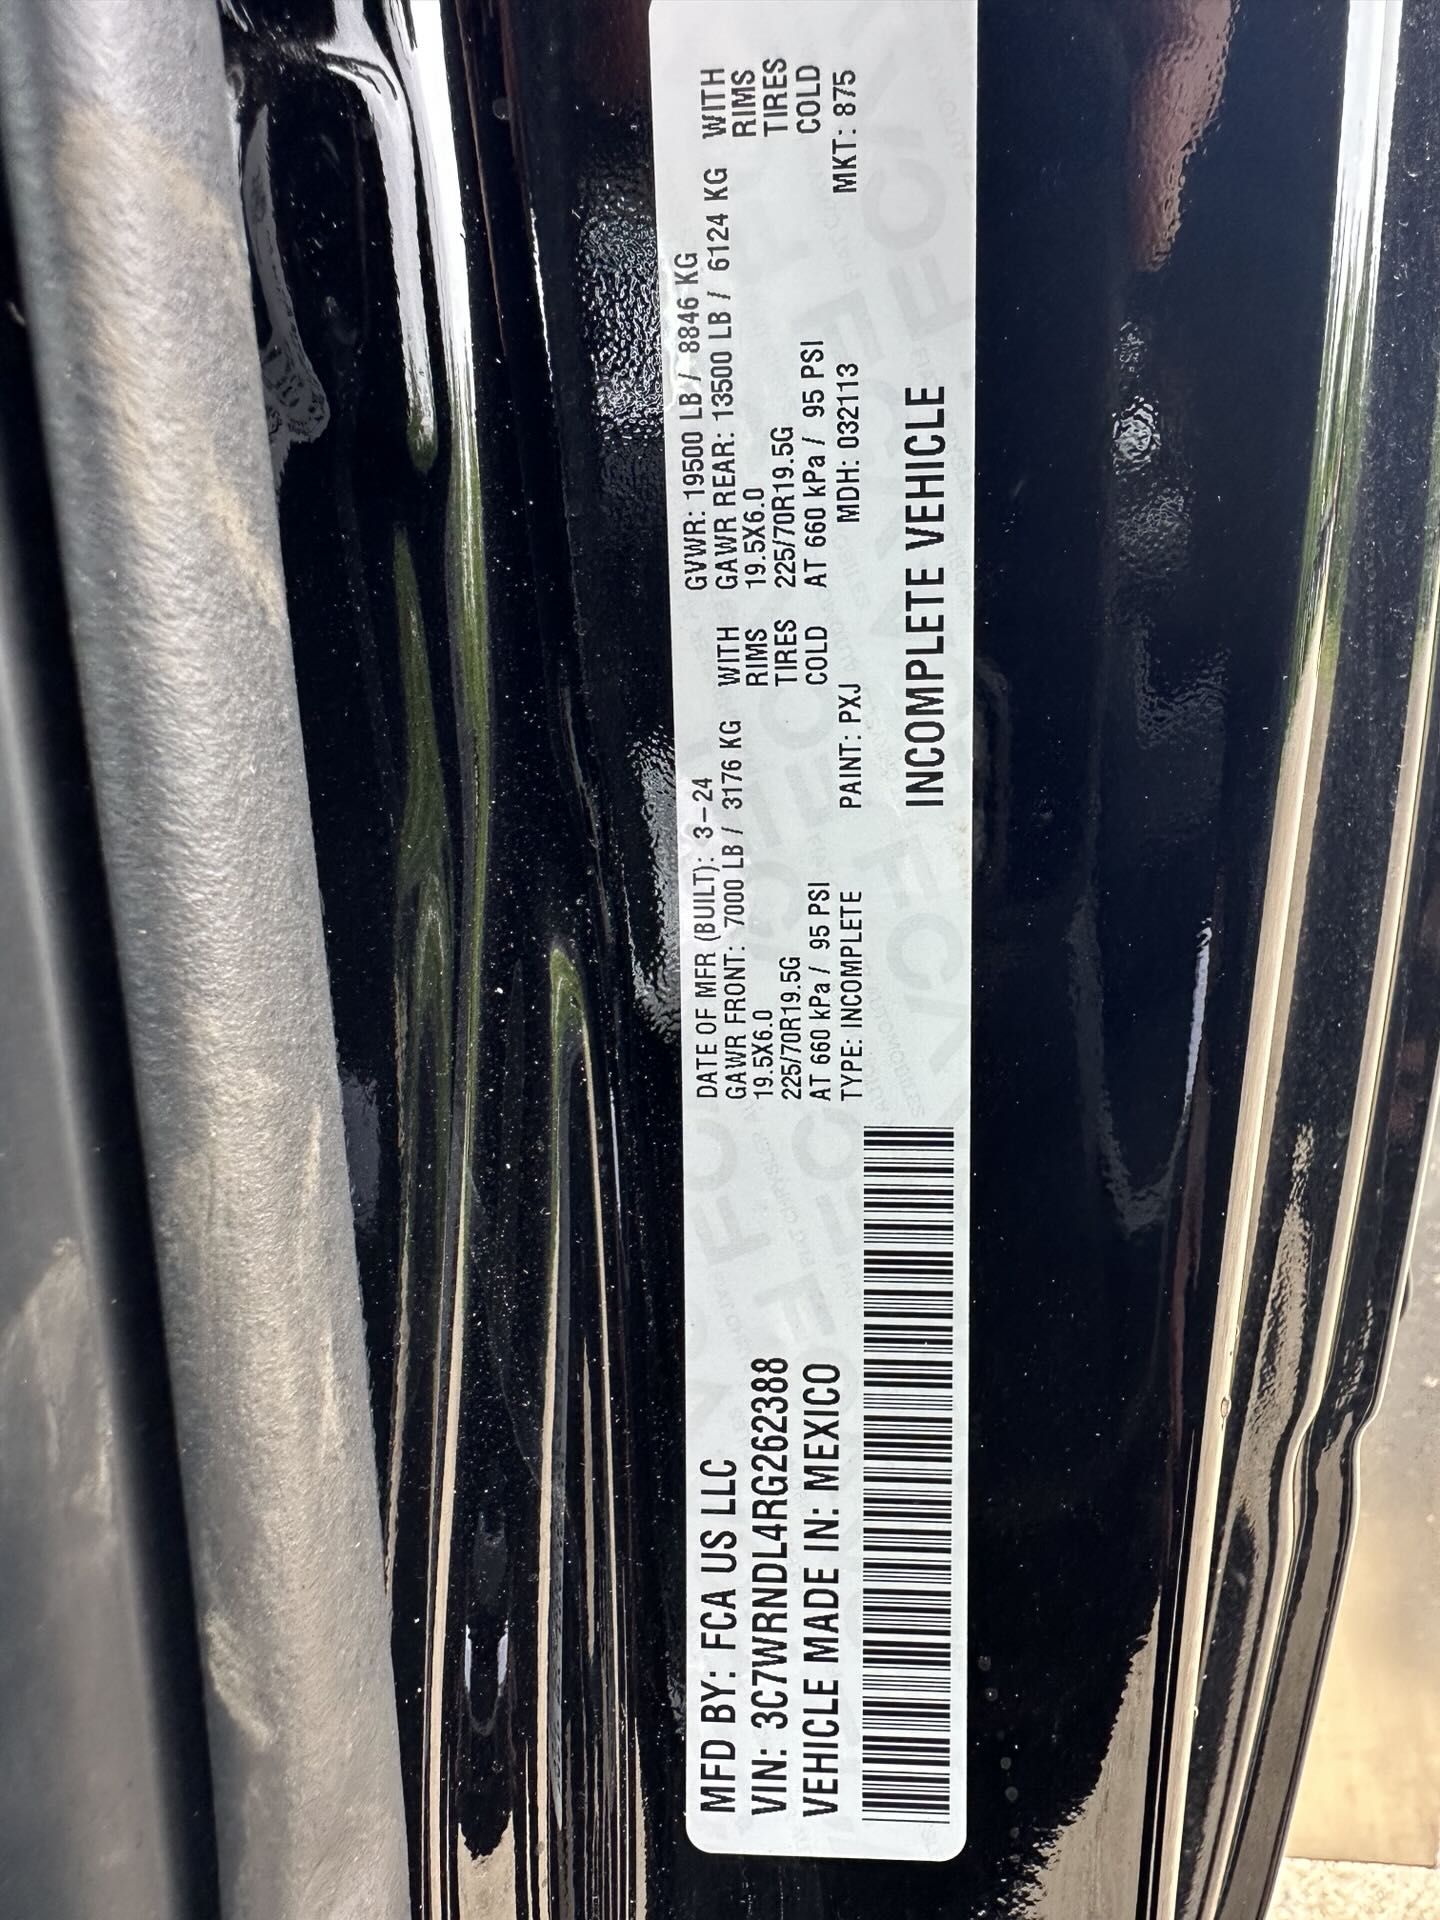 MFD BY: FCA US LLC
VIN: 3C7WRNDL4RG262388
VEHICLE MADE IN: MEXICO
DATE OF MFR (BUILT): 3-24 GVWR: 19500 LB / 8846 KG
GAWR FRONT: 7000 LB / 3176 KG WITH GAWR REAR: 13500 LB / 6124 KG WITH
19.5X6.0 RIMS 19.5X6.0 RIMS
225/70R19.5G TIRES 225/70R19.5G TIRES
AT 660 kPa / 95 PSI COLD AT 660 kPa / 95 PSI COLD
TYPE: INCOMPLETE PAINT: PXJ MDH: 032113 MKT: 875
INCOMPLETE VEHICLE